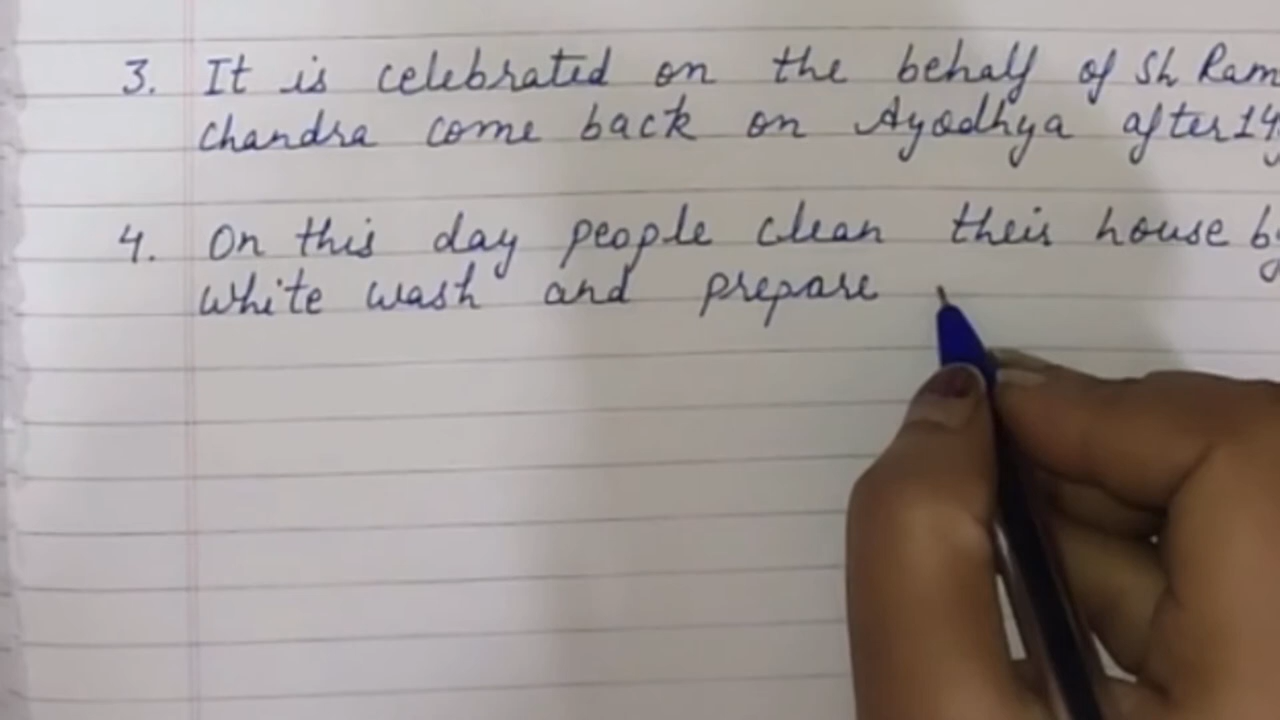 3. It is celebrated on the behalf of Sh Ram
Chandra come back on Ayodhya after 14
4. On this day people clean their house by
white wash and prepare